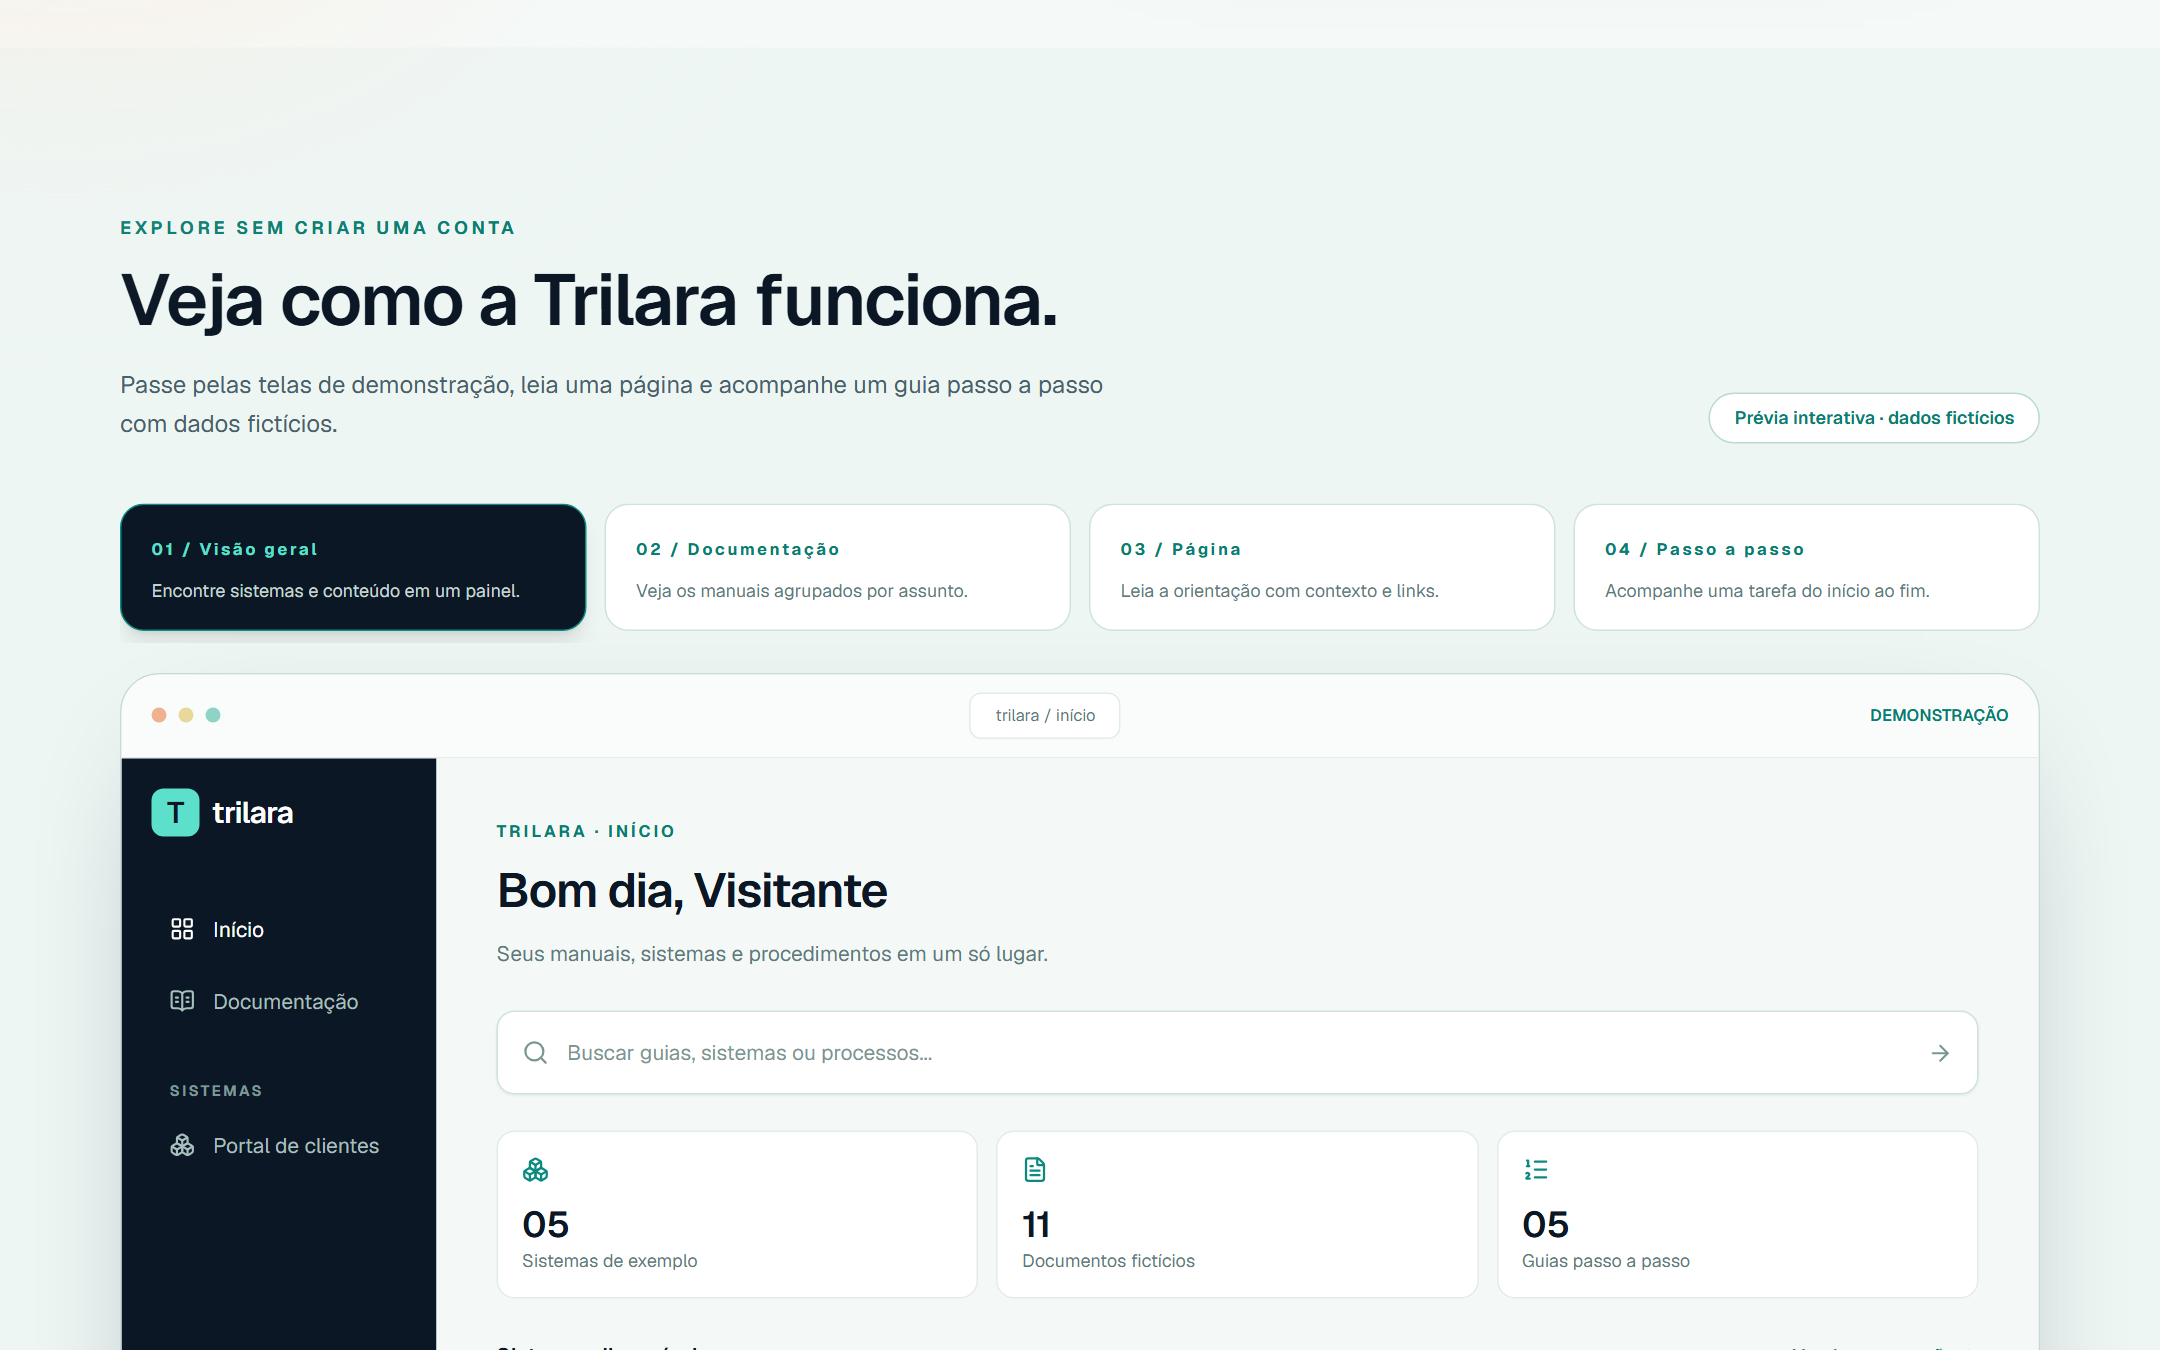 EXPLORE SEM CRIAR UMA CONTA
Veja como a Trilara funciona.
Passe pelas telas de demonstração, leia uma página e acompanhe um guia passo a passo
com dados fictícios.
Prévia interativa · dados fictícios
01 / Visão geral
Encontre sistemas e conteúdo em um painel.
02 / Documentação
Veja os manuais agrupados por assunto.
03 / Página
Leia a orientação com contexto e links.
04 / Passo a passo
Acompanhe uma tarefa do início ao fim.
trilara / início
DEMONSTRAÇÃO
T trilara
Início
Documentação
SISTEMAS
Portal de clientes
TRILARA · INÍCIO
Bom dia, Visitante
Seus manuais, sistemas e procedimentos em um só lugar.
Buscar guias, sistemas ou processos...
05
Sistemas de exemplo
11
Documentos fictícios
05
Guias passo a passo